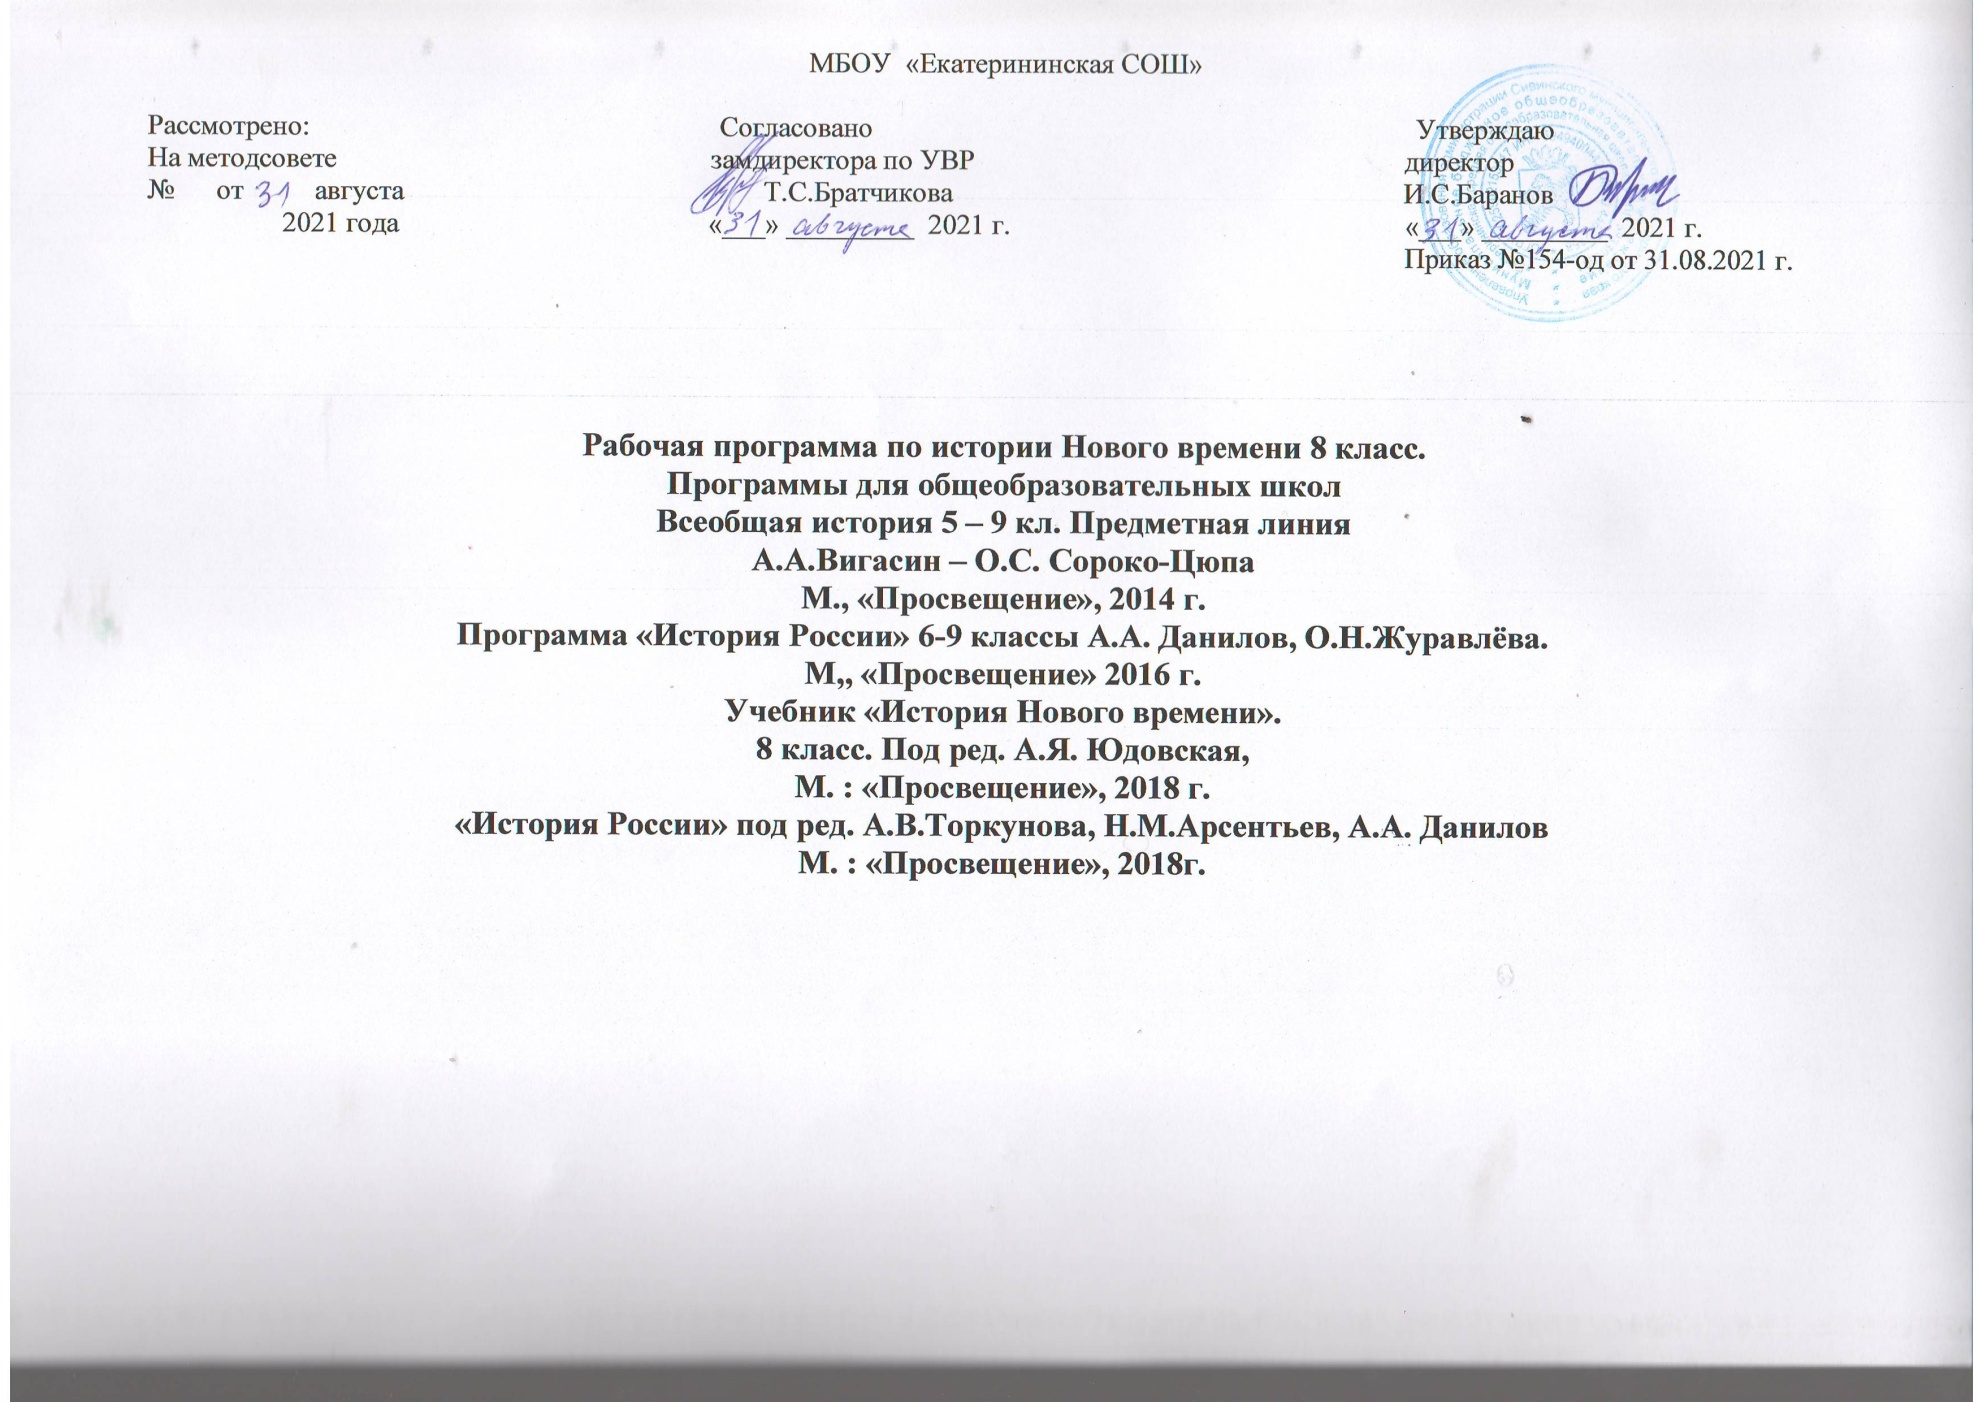 МБОУ «Екатерининская СОШ»
Рассмотрено:
На методсовете
№ от 31 августа
2021 года
Согласовано
замдиректора по УВР
Т.С.Братчикова
«31» августа 2021 г.
Утверждаю
директор
И.С.Баранов
«31» августа 2021 г.
Приказ №154-од от 31.08.2021 г.
Рабочая программа по истории Нового времени 8 класс.
Программы для общеобразовательных школ
Всеобщая история 5 – 9 кл. Предметная линия
А.А.Вигасин – О.С. Сороко-Цюпа
М., «Просвещение», 2014 г.
Программа «История России» 6-9 классы А.А. Данилов, О.Н.Журавлёва.
М,, «Просвещение» 2016 г.
Учебник «История Нового времени».
8 класс. Под ред. А.Я. Юдовская,
М. : «Просвещение», 2018 г.
«История России» под ред. А.В.Торкунова, Н.М.Арсентьев, А.А. Данилов
М. : «Просвещение», 2018г.